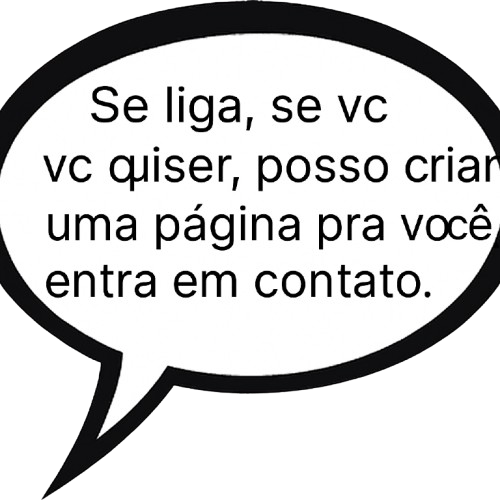 Se liga, se vc
vc quiser, posso criar
uma página pra você
entra em contato.